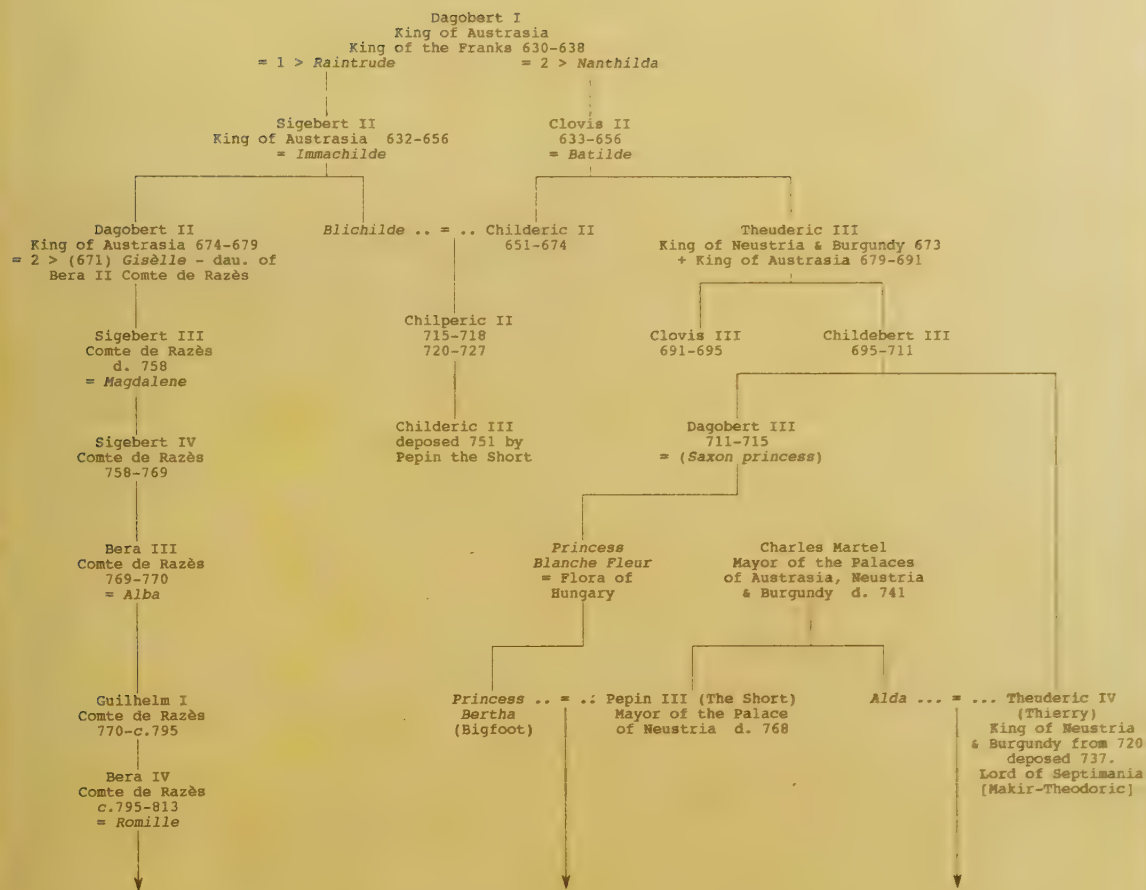 Dagobert I
King of Austrasia
King of the Franks 630-638
= 1 > Raintrude
= 2 > Nanthilda
Sigebert II
King of Austrasia 632-656
= Immachilde
Clovis II
633-656
= Batilde
Dagobert II
King of Austrasia 674-679
= 2 > (671) Gisèlle - dau. of
Bera II Comte de Razès
Blichilde .. = .. Childeric II
651-674
Theuderic III
King of Neustria & Burgundy 673
+ King of Austrasia 679-691
Sigebert III
Comte de Razès
d. 758
= Magdalene
Chilperic II
715-718
720-727
Clovis III
691-695
Childebert III
695-711
Sigebert IV
Comte de Razès
758-769
Childeric III
deposed 751 by
Pepin the Short
Dagobert III
711-715
= (Saxon princess)
Bera III
Comte de Razès
769-770
= Alba
Princess
Blanche Fleur
= Flora of
Hungary
Charles Martel
Mayor of the Palaces
of Austrasia, Neustria
& Burgundy d. 741
Guilhelm I
Comte de Razès
770-c.795
Princess .. = .. Pepin III (The Short)
Bertha
(Bigfoot)
Mayor of the Palace
of Neustria d. 768
Alda ... = ... Theuderic IV
(Thierry)
King of Neustria
& Burgundy from 720
deposed 737.
Lord of Septimania
[Makir-Theodoric]
Bera IV
Comte de Razès
c.795-813
= Romille